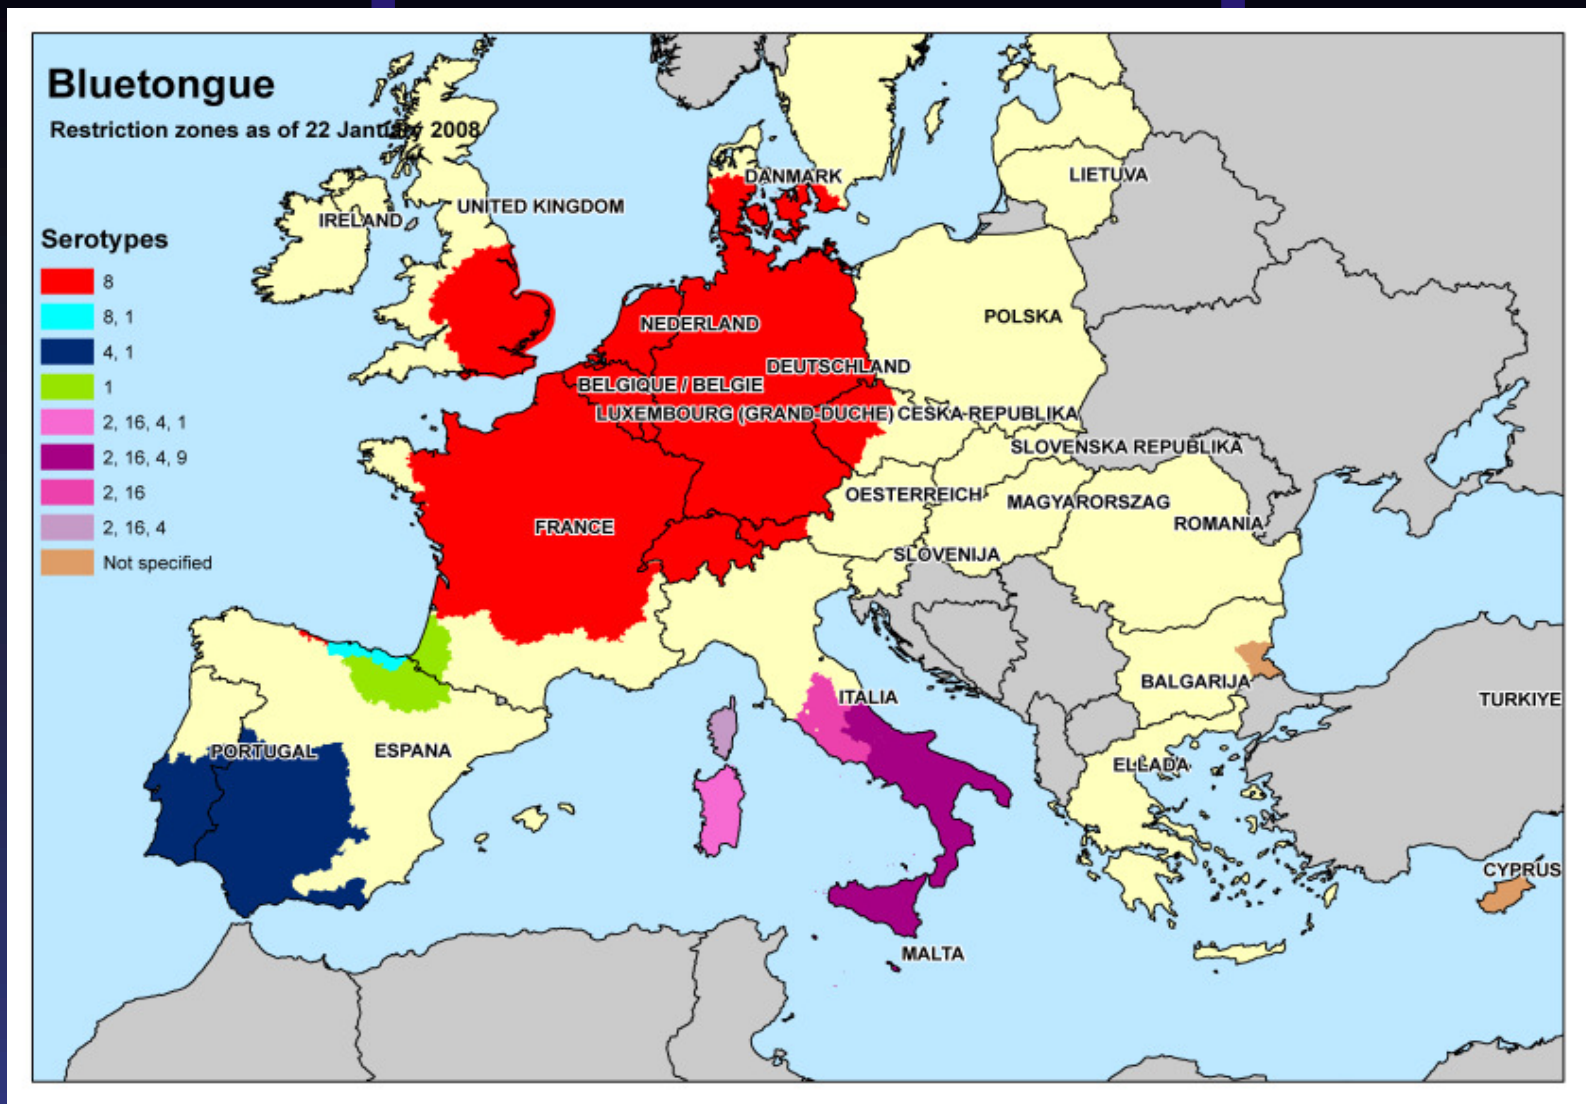 Bluetongue
Restriction zones as of 22 January 2008
Serotypes
8
8, 1
4, 1
1
2, 16, 4, 1
2, 16, 4, 9
2, 16
2, 16, 4
Not specified
DANMARK
LIETUVA
IRELAND
UNITED KINGDOM
NEDERLAND
POLSKA
DEUTSCHLAND
BELGIQUE / BELGIE
LUXEMBOURG (GRAND-DUCHE)
CESKA REPUBLIKA
SLOVENSKA REPUBLIKA
OESTERREICH
MAGYARORSZAG
FRANCE
ROMANIA
SLOVENIJA
BALGARIJA
ITALIA
TURKIYE
PORTUGAL
ESPANA
ELLADA
CYPRUS
MALTA